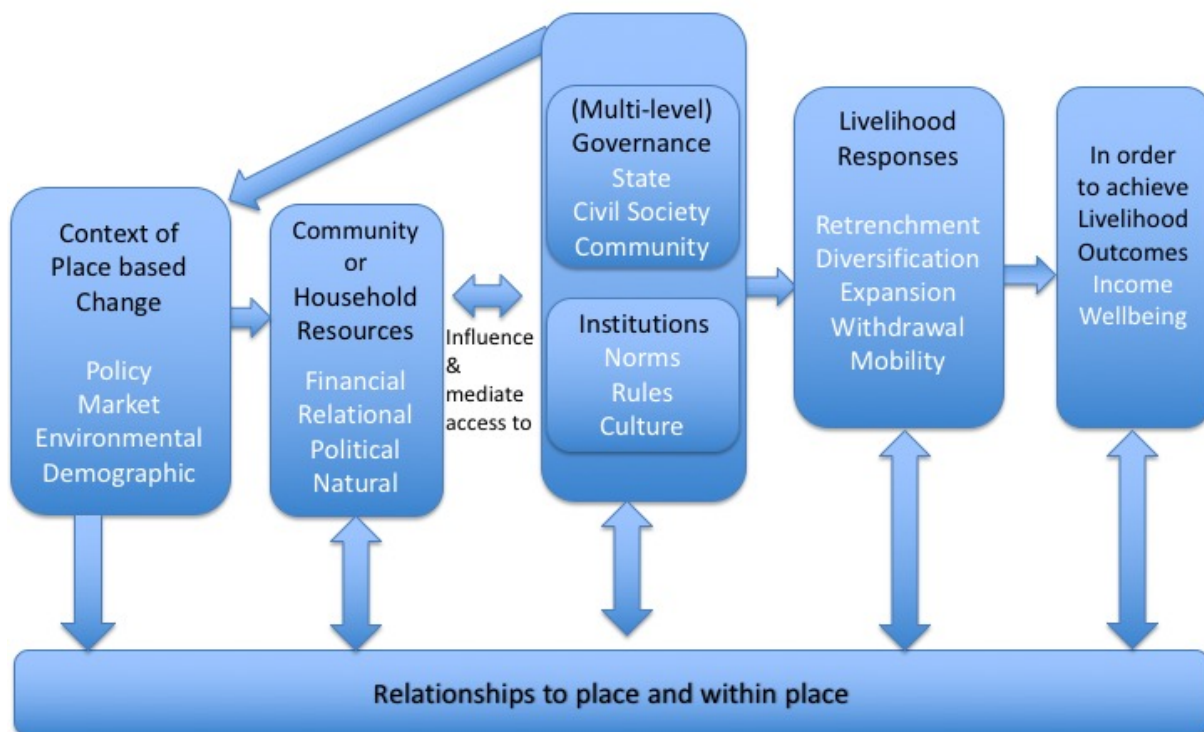 Context of
Place based
Change
Policy
Market
Environmental
Demographic
Community
or
Household
Resources
Financial
Relational
Political
Natural
Influence
&
mediate
access to
(Multi-level)
Governance
State
Civil Society
Community
Institutions
Norms
Rules
Culture
Livelihood
Responses
Retrenchment
Diversification
Expansion
Withdrawal
Mobility
In order
to achieve
Livelihood
Outcomes
Income
Wellbeing
Relationships to place and within place